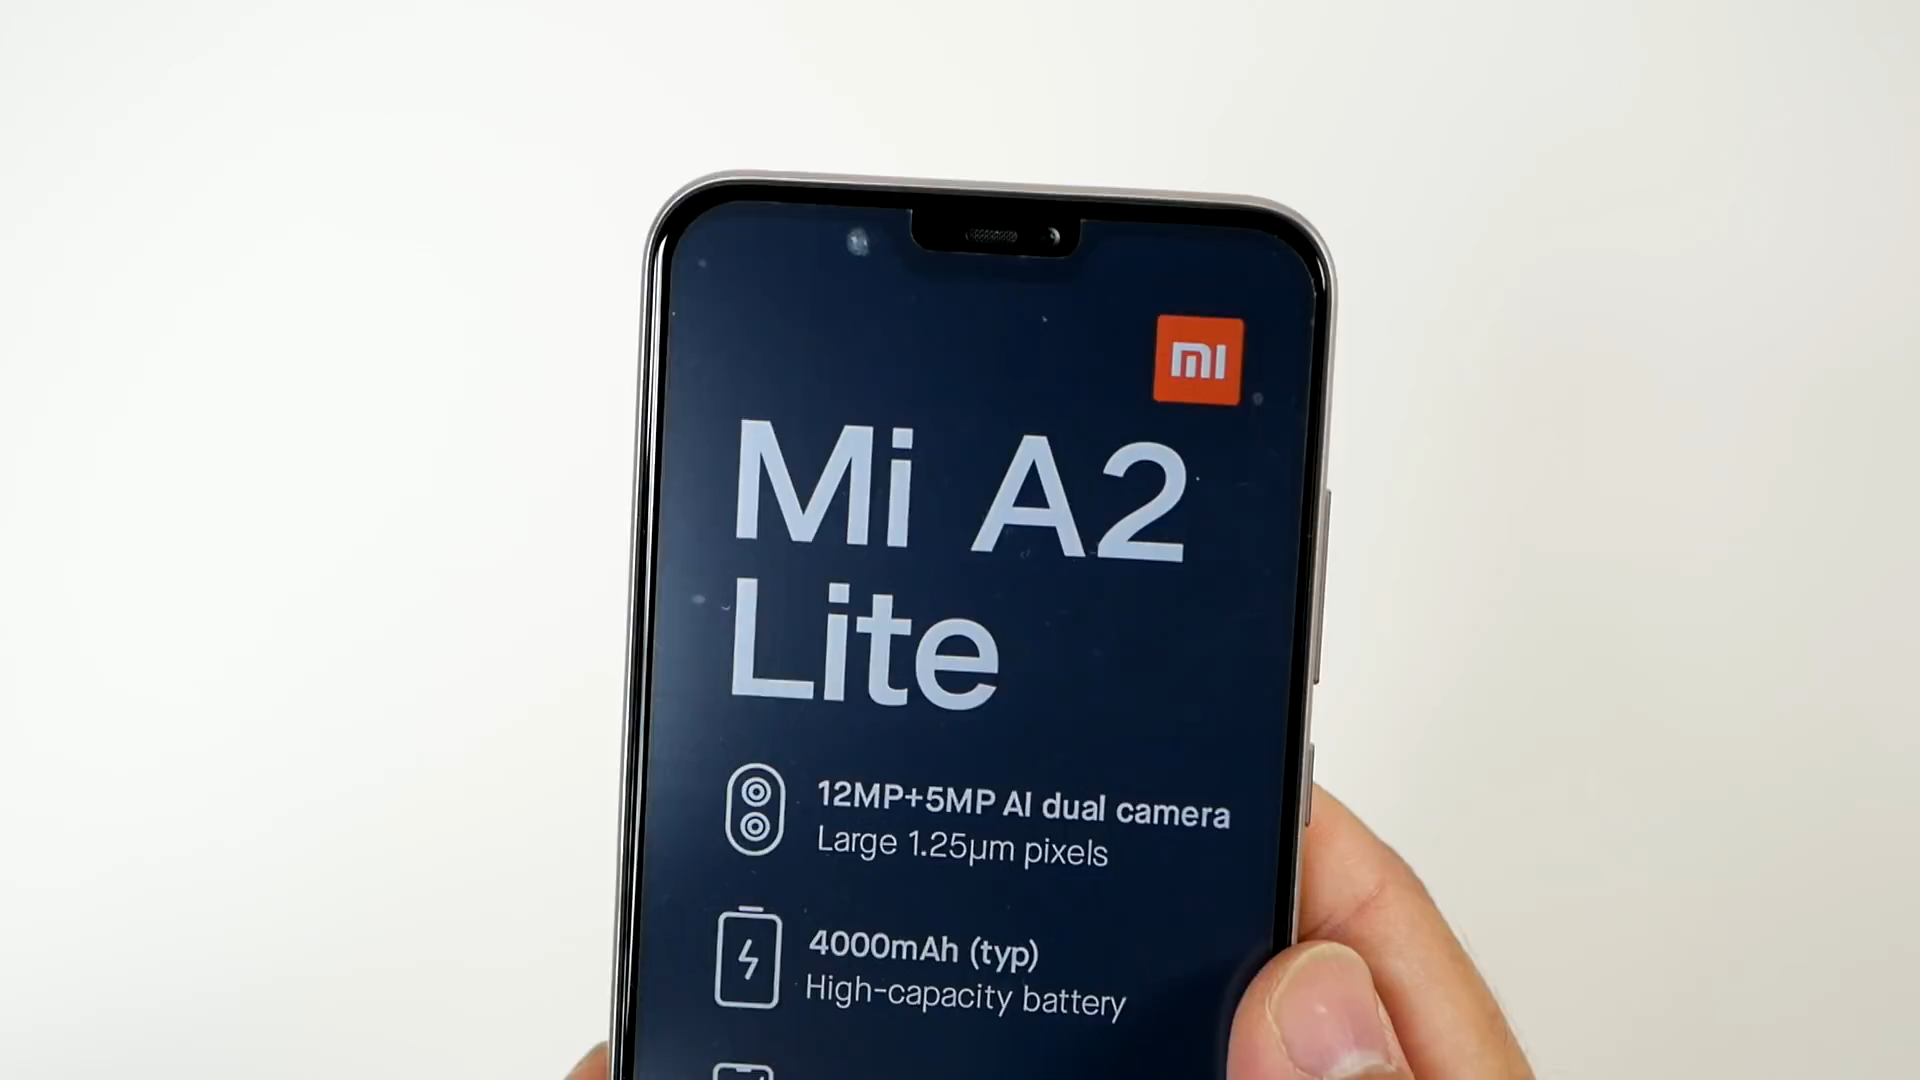 mi
Mi A2
Lite
12MP+5MP AI dual camera
Large 1.25µm pixels
4000mAh (typ)
High-capacity battery